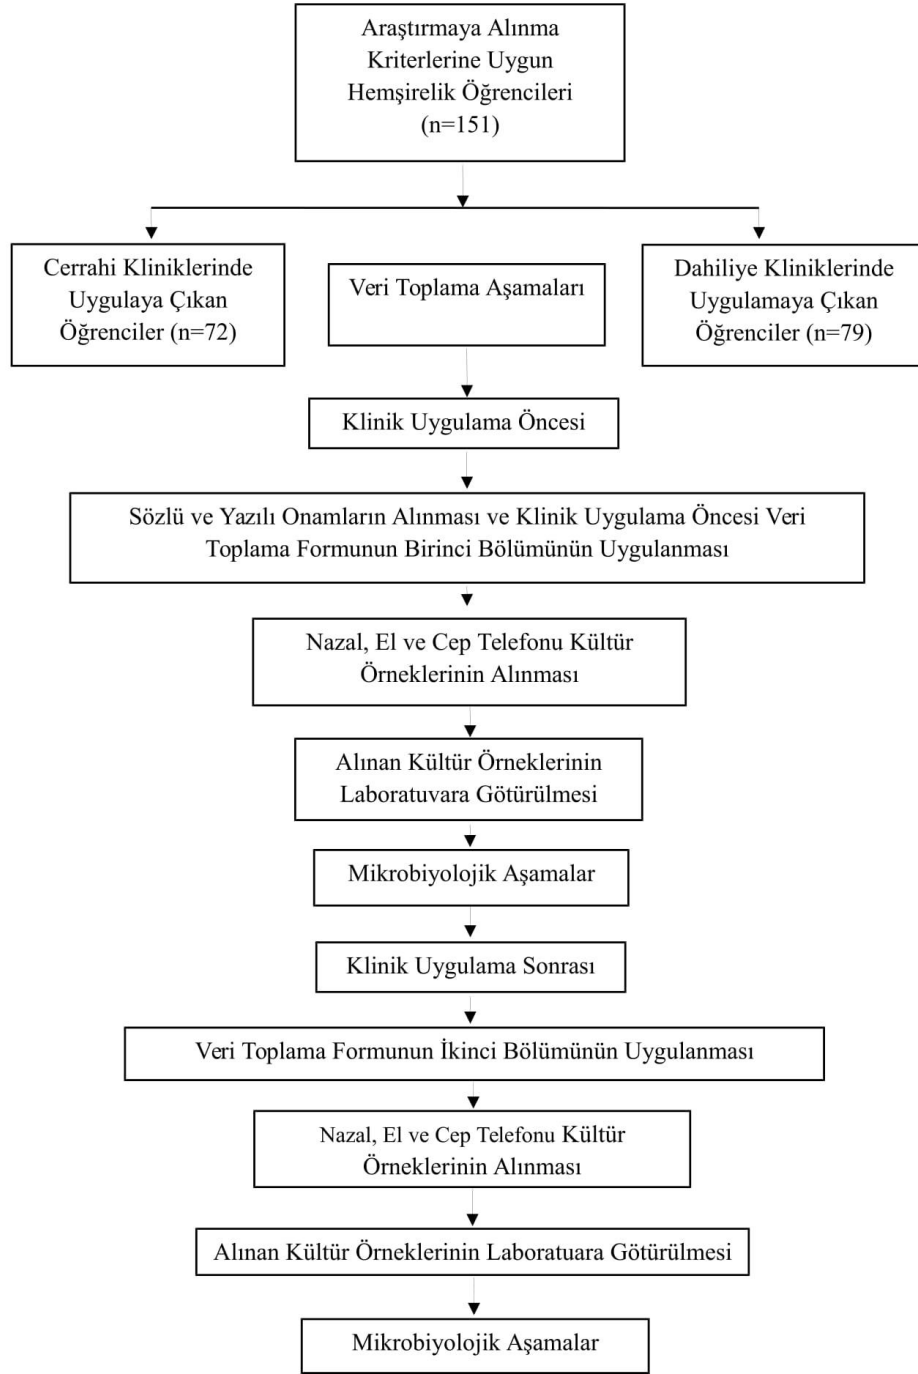 Araştırmaya Alınma
Kriterlerine Uygun
Hemşirelik Öğrencileri
(n=151)
Cerrahi Kliniklerinde
Uygulaya Çıkan
Öğrenciler (n=72)
Veri Toplama Aşamaları
Dahiliye Kliniklerinde
Uygulamaya Çıkan
Öğrenciler (n=79)
Klinik Uygulama Öncesi
Sözlü ve Yazılı Onamların Alınması ve Klinik Uygulama Öncesi Veri
Toplama Formunun Birinci Bölümünün Uygulanması
Nazal, El ve Cep Telefonu Kültür
Örneklerinin Alınması
Alınan Kültür Örneklerinin
Laboratuvara Götürülmesi
Mikrobiyolojik Aşamalar
Klinik Uygulama Sonrası
Veri Toplama Formunun İkinci Bölümünün Uygulanması
Nazal, El ve Cep Telefonu Kültür
Örneklerinin Alınması
Alınan Kültür Örneklerinin Laboratuara Götürülmesi
Mikrobiyolojik Aşamalar